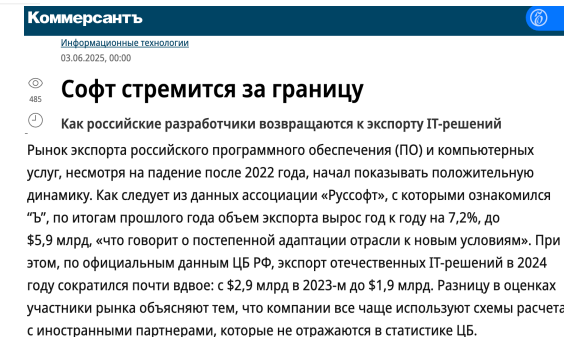 Коммерсантъ
Информационные технологии
03.06.2025, 00:00
Софт стремится за границу
485
Как российские разработчики возвращаются к экспорту IT-решений
Рынок экспорта российского программного обеспечения (ПО) и компьютерных
услуг, несмотря на падение после 2022 года, начал показывать положительную
динамику. Как следует из данных ассоциации «Руссофт», с которыми ознакомился
“Ъ”, по итогам прошлого года объем экспорта вырос год к году на 7,2%, до
$5,9 млрд, «что говорит о постепенной адаптации отрасли к новым условиям». При
этом, по официальным данным ЦБ РФ, экспорт отечественных IT-решений в 2024
году сократился почти вдвое: с $2,9 млрд в 2023-м до $1,9 млрд. Разницу в оценках
участники рынка объясняют тем, что компании все чаще используют схемы расчета
с иностранными партнерами, которые не отражаются в статистике ЦБ.